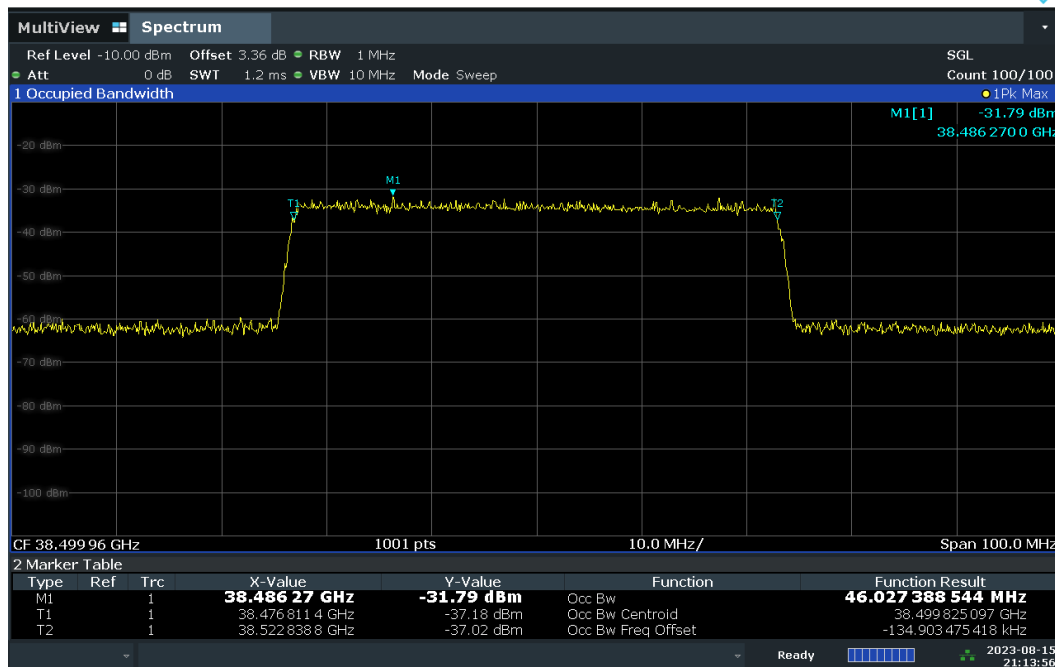 MultiView Spectrum
Ref Level -10.00 dBm Offset 3.36 dB RBW 1 MHz SGL
Att 0 dB SWT 1.2 ms VBW 10 MHz Mode Sweep Count 100/100
1 Occupied Bandwidth 1Pk Max
M1[1] -31.79 dBm
38.486 270 0 GHz
-20 dBm
M1
-30 dBm
T1 T2
-40 dBm
-50 dBm
-60 dBm
-70 dBm
-80 dBm
-90 dBm
-100 dBm
CF 38.499 96 GHz 1001 pts 10.0 MHz/ Span 100.0 MHz
2 Marker Table
Type Ref Trc X-Value Y-Value Function Function Result
M1 1 38.486 27 GHz -31.79 dBm Occ Bw 46.027 388 544 MHz
T1 1 38.476 811 4 GHz -37.18 dBm Occ Bw Centroid 38.499 825 097 GHz
T2 1 38.522 838 8 GHz -37.02 dBm Occ Bw Freq Offset -134.903 475 418 kHz
Ready 2023-08-15
21:13:56